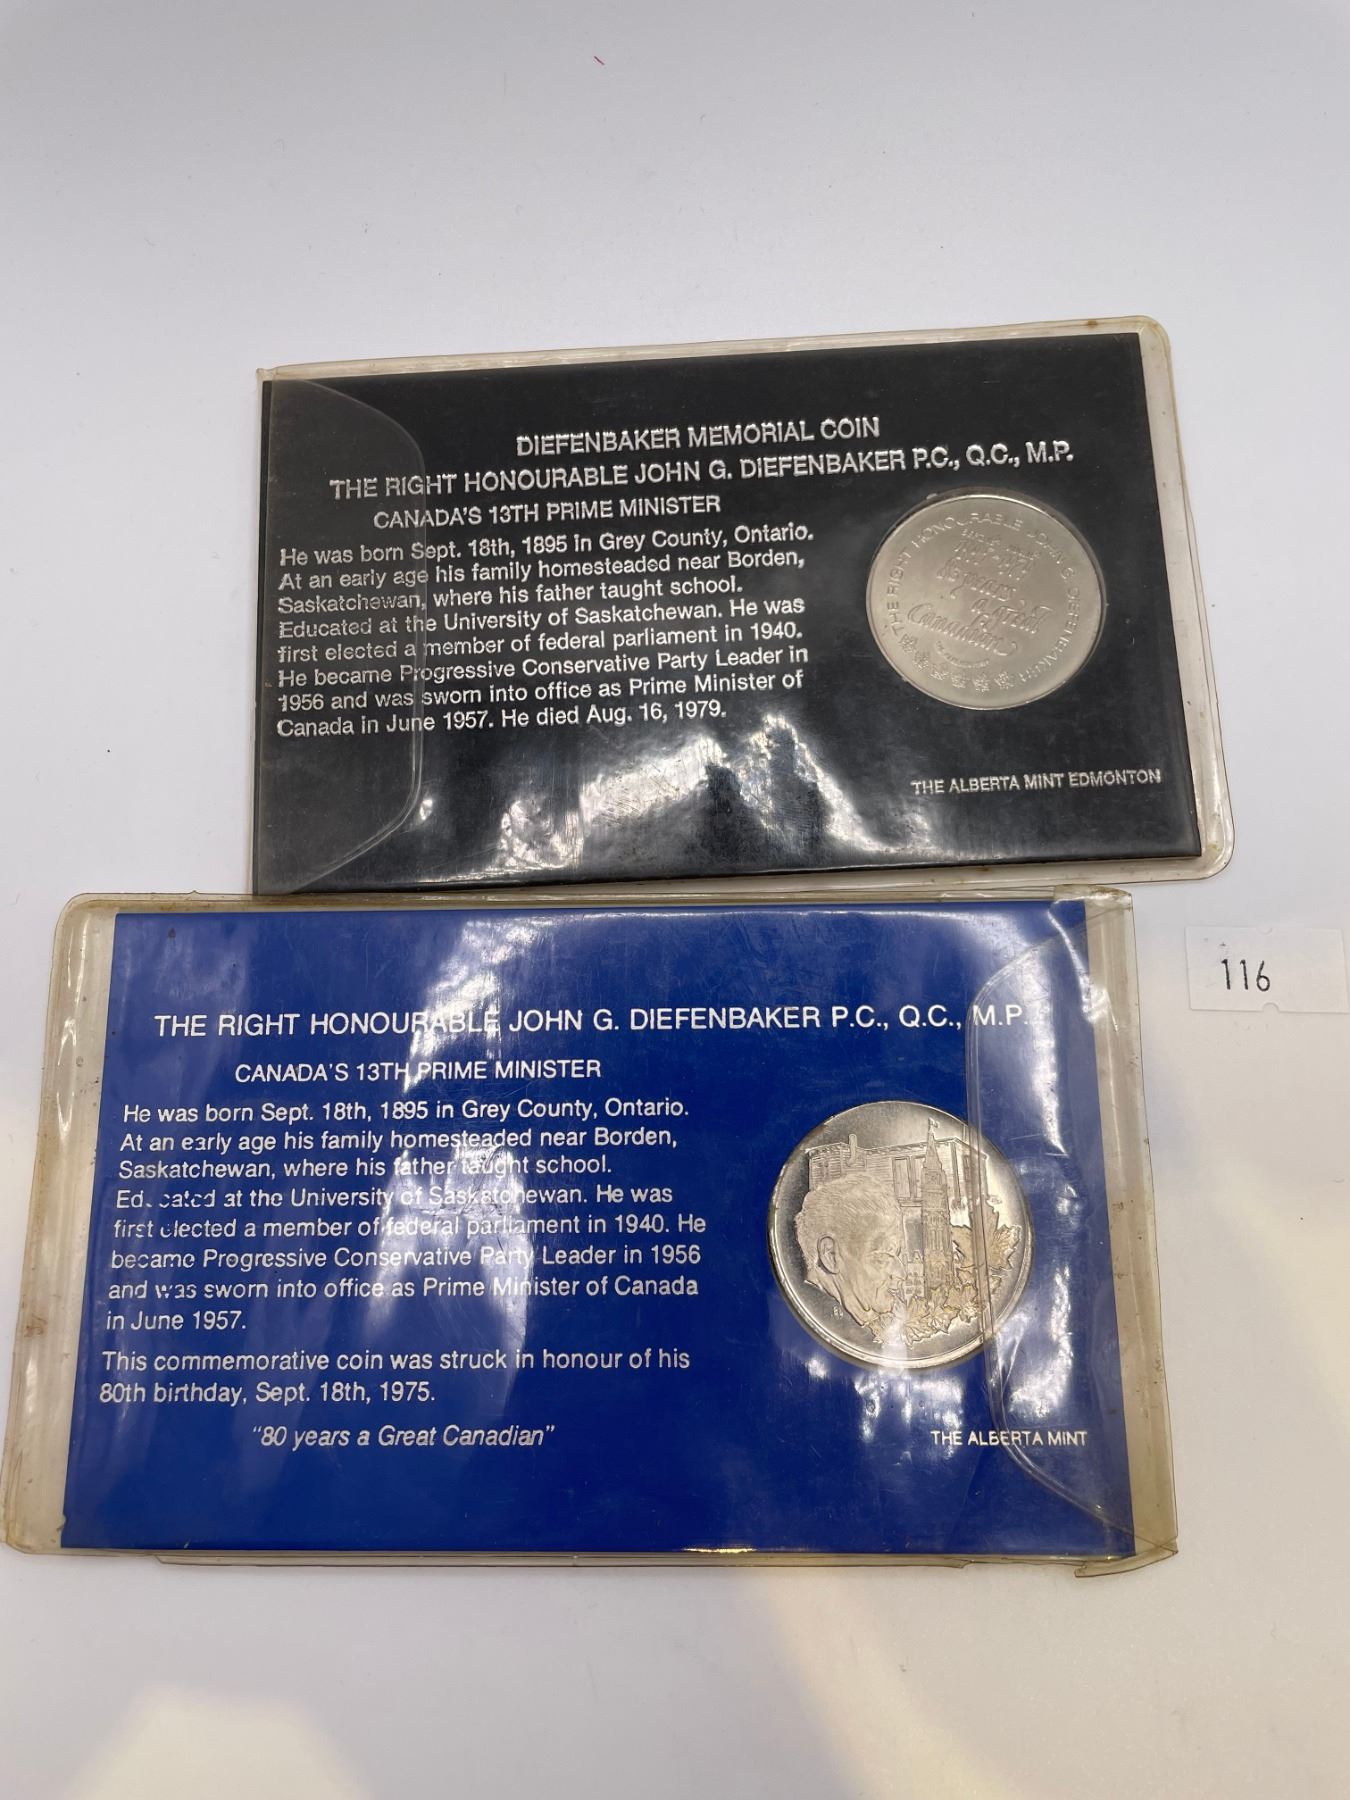 DIEFENBAKER MEMORIAL COIN
THE RIGHT HONOURABLE JOHN G. DIEFENBAKER P.C., Q.C., M.P.
CANADA'S 13TH PRIME MINISTER
He was born Sept. 18th, 1895 in Grey County, Ontario.
At an early age his family homesteaded near Borden,
Saskatchewan, where his father taught school.
Educated at the University of Saskatchewan. He was
first elected a member of federal parliament in 1940.
He became Progressive Conservative Party Leader in
1956 and was sworn into office as Prime Minister of
Canada in June 1957. He died Aug. 16, 1979.
THE RIGHT HONOURABLE JOHN G. DIEFENBAKER
years
a great
Canadian
THE ALBERTA MINT EDMONTON
116
THE RIGHT HONOURABLE JOHN G. DIEFENBAKER P.C., Q.C., M.P.
CANADA'S 13TH PRIME MINISTER
He was born Sept. 18th, 1895 in Grey County, Ontario.
At an early age his family homesteaded near Borden,
Saskatchewan, where his father taught school.
Educated at the University of Saskatchewan. He was
first elected a member of federal parliament in 1940. He
became Progressive Conservative Party Leader in 1956
and was sworn into office as Prime Minister of Canada
in June 1957.
This commemorative coin was struck in honour of his
80th birthday, Sept. 18th, 1975.
"80 years a Great Canadian"
THE ALBERTA MINT